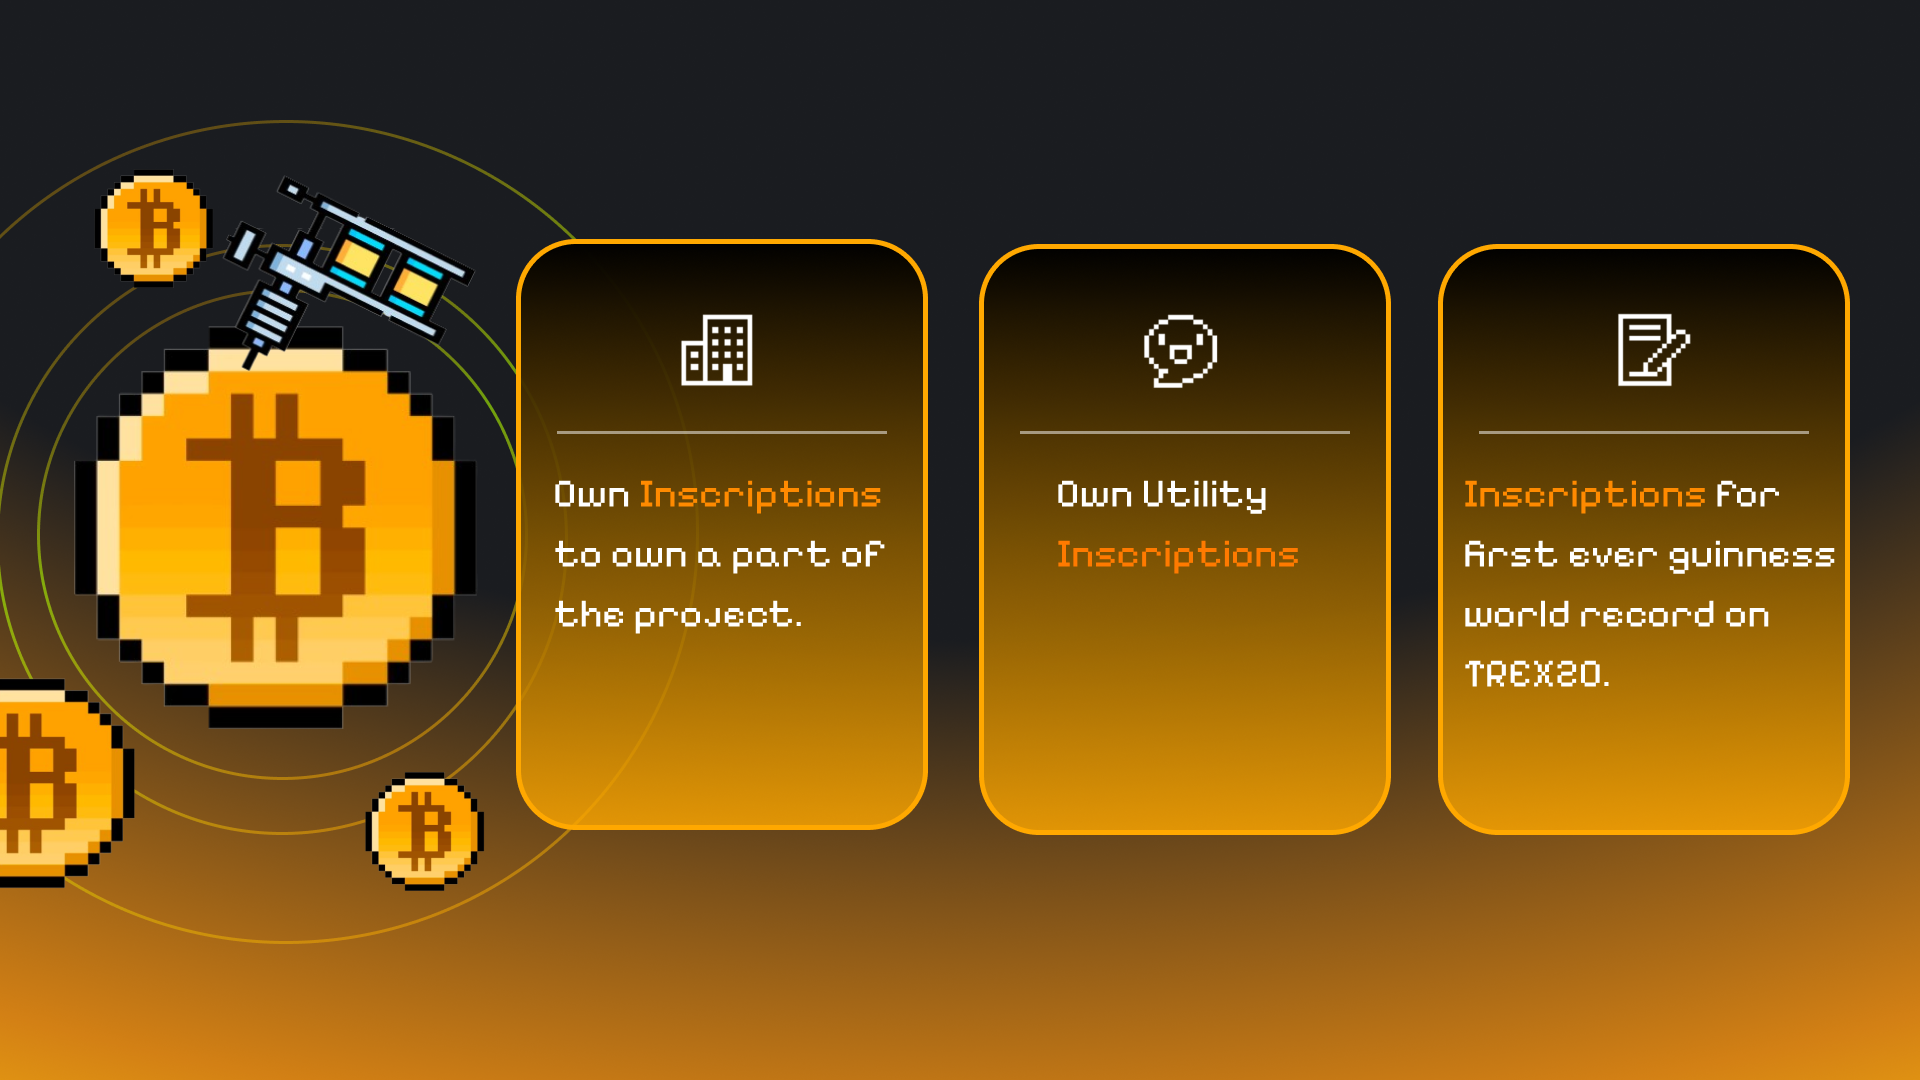 Own Inscriptions
to own a part of
the project.
Own Utility
Inscriptions
Inscriptions for
first ever guinness
world record on
TREX20.